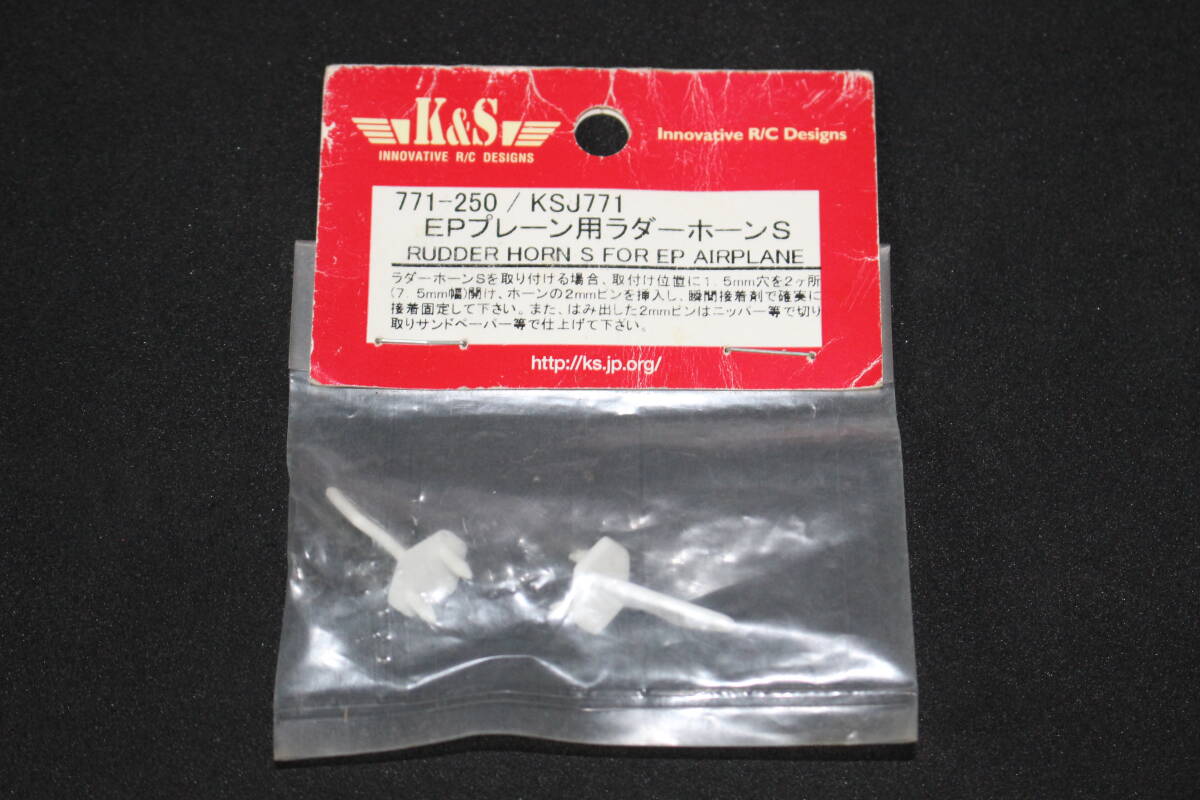 K&S
INNOVATIVE R/C DESIGNS
Innovative R/C Designs
771-250 / KSJ771
EPプレーン用ラダーホーンS
RUDDER HORN S FOR EP AIRPLANE
ラダーホーンSを取り付ける場合、取付け位置に1.5mm穴を2ヶ所
(7.5mm幅)開け、ホーンの2mmピンを挿入し、瞬間接着剤で確実に
接着固定して下さい。また、はみ出した2mmピンはニッパー等で切り
取りサンドペーパー等で仕上げて下さい。
http://ks.jp.org/